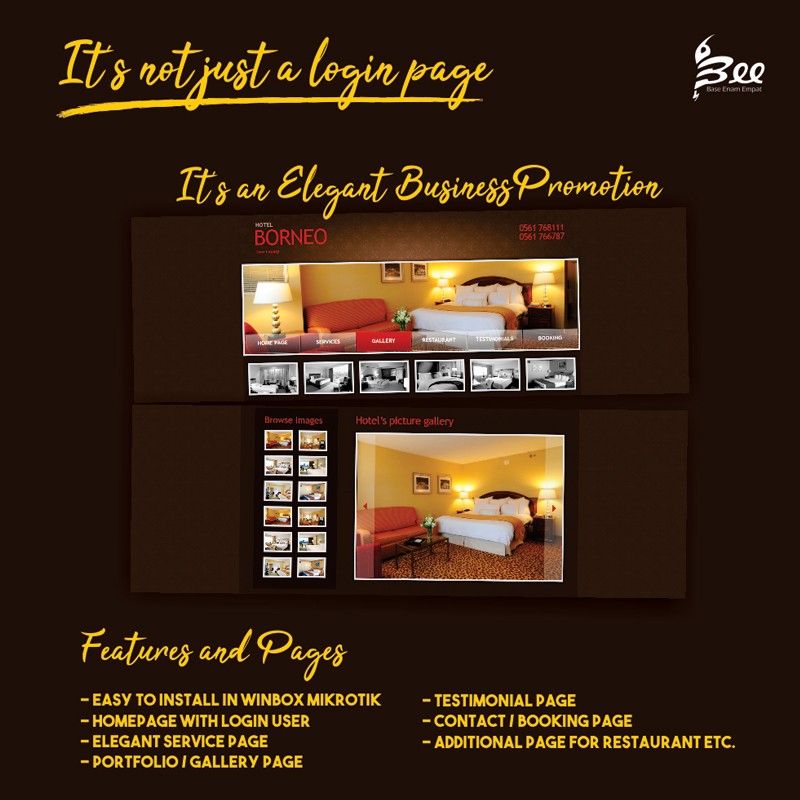 It's not just a login page
Bee
Base Enam Empat
It's an Elegant Business Promotion
HOTEL
BORNEO
0561 768111
0561 766787
HOME PAGE
SERVICES
GALLERY
RESTAURANT
TESTIMONIALS
BOOKING
Browse Images
Hotel's picture gallery
Features and Pages
- EASY TO INSTALL IN WINBOX MIKROTIK
- HOMEPAGE WITH LOGIN USER
- ELEGANT SERVICE PAGE
- PORTFOLIO / GALLERY PAGE
- TESTIMONIAL PAGE
- CONTACT / BOOKING PAGE
- ADDITIONAL PAGE FOR RESTAURANT ETC.